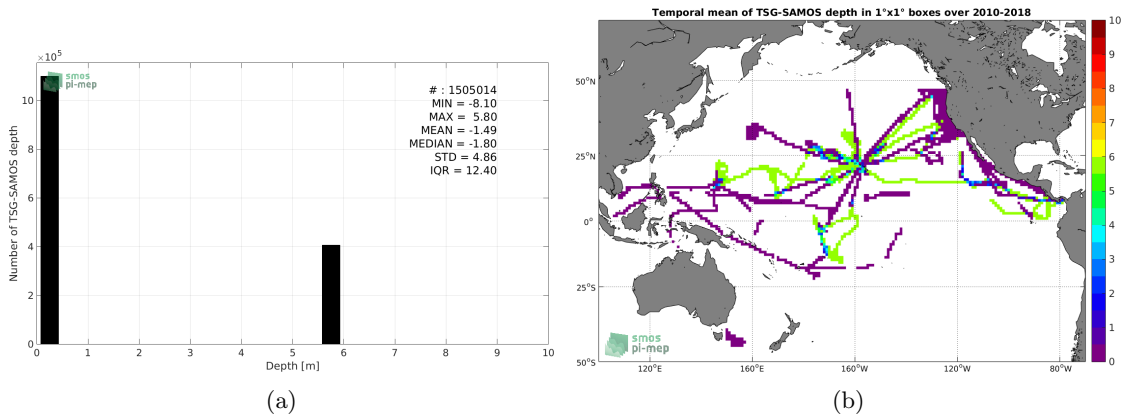 ×10⁵
smos
pi-mep
# : 1505014
MIN = -8.10
MAX = 5.80
MEAN = -1.49
MEDIAN = -1.80
STD = 4.86
IQR = 12.40
Number of TSG-SAMOS depth
10
8
6
4
2
0
0 1 2 3 4 5 6 7 8 9 10
Depth [m]
(a)
Temporal mean of TSG-SAMOS depth in 1°x1° boxes over 2010-2018
50°N
25°N
0°
25°S
50°S
120°E 160°E 160°W 120°W 80°W
smos
pi-mep
10
9
8
7
6
5
4
3
2
1
0
(b)